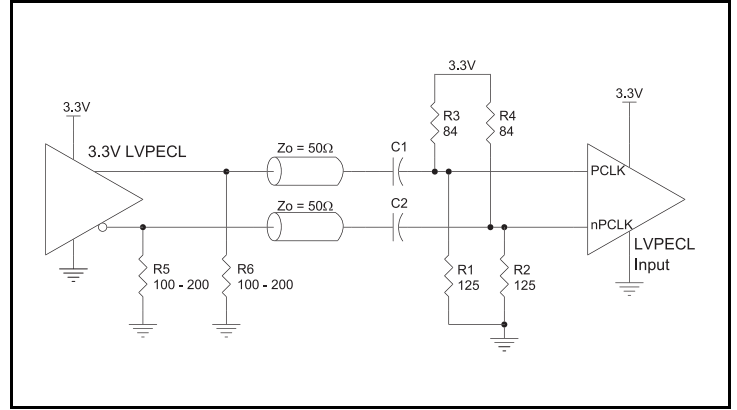 3.3V
3.3V
3.3V
3.3V LVPECL
R3
84
R4
84
Zo = 50Ω
C1
PCLK
Zo = 50Ω
C2
nPCLK
LVPECL
Input
R5
100 - 200
R6
100 - 200
R1
125
R2
125